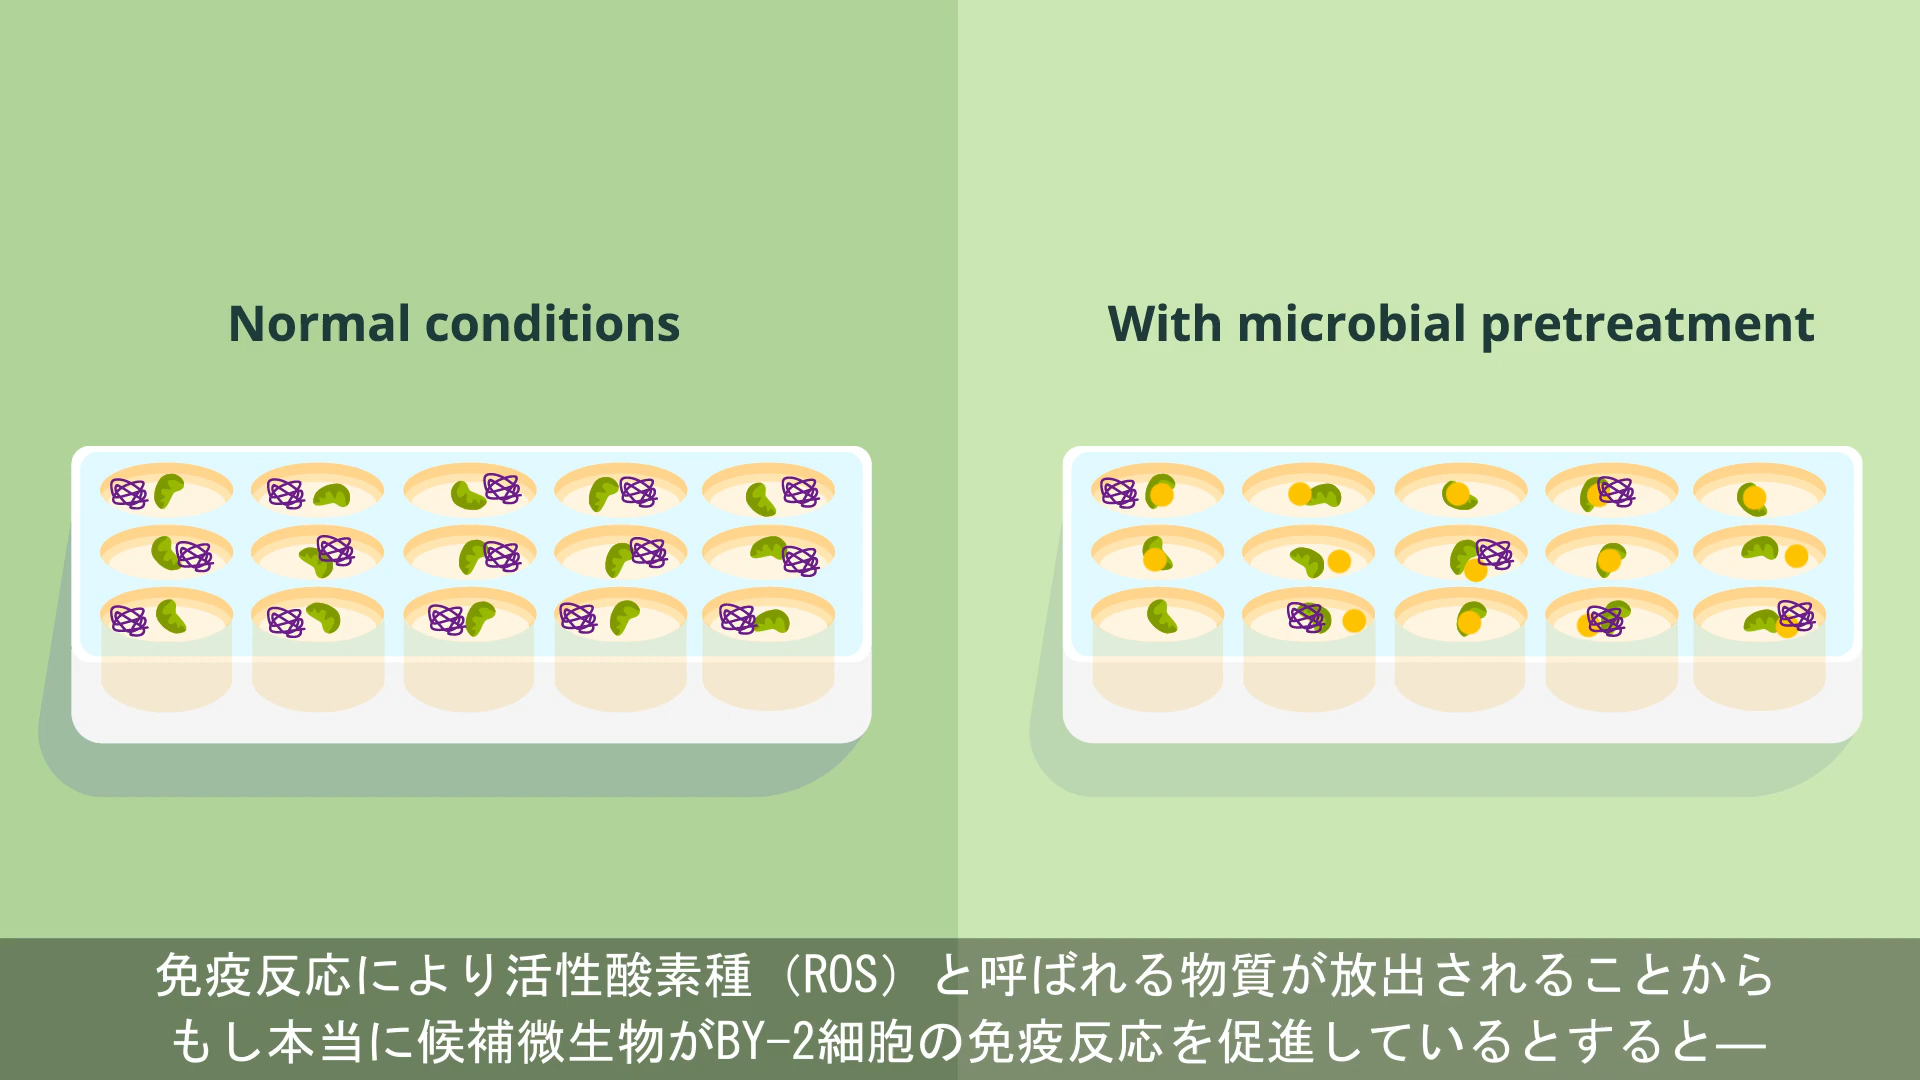 Normal conditions
With microbial pretreatment
免疫反応により活性酸素種（ROS）と呼ばれる物質が放出されることから
もし本当に候補微生物がBY−2細胞の免疫反応を促進しているとすると―